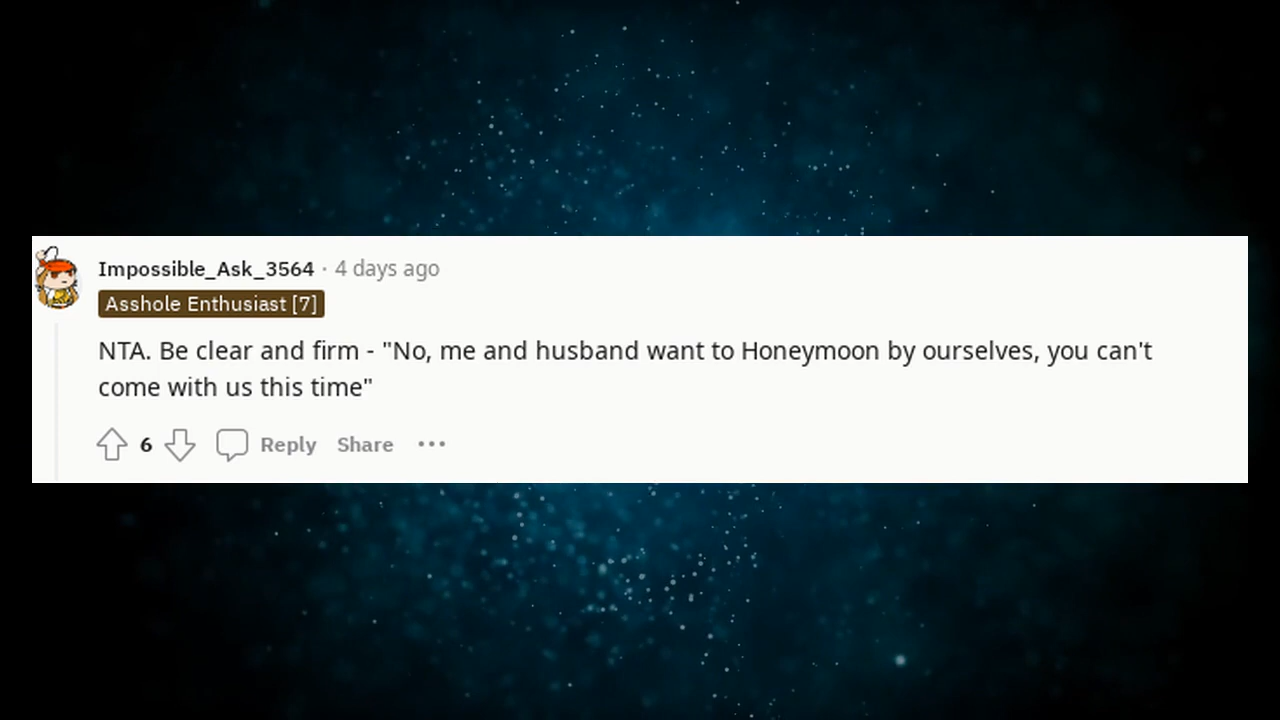 Impossible_Ask_3564 · 4 days ago
Asshole Enthusiast [7]
NTA. Be clear and firm - "No, me and husband want to Honeymoon by ourselves, you can't
come with us this time"
6 Reply Share ···